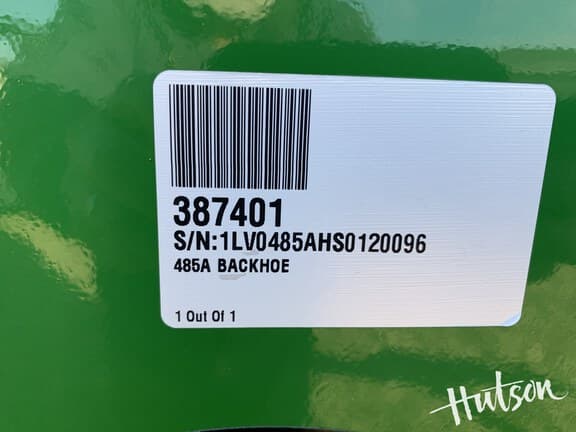 387401
S/N:1LV0485AHS0120096
485A BACKHOE
1 Out Of 1
Hutson